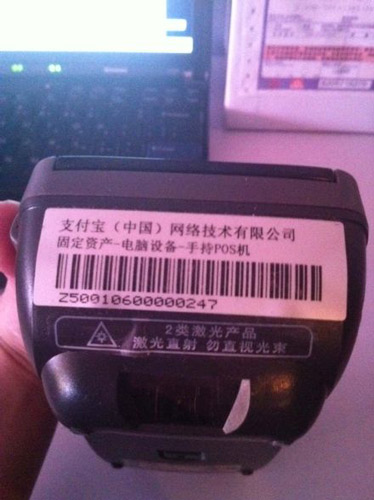 支付宝（中国）网络技术有限公司
固定资产-电脑设备-手持POS机
Z50010600000247
2类激光产品
激光直射 勿直视光束